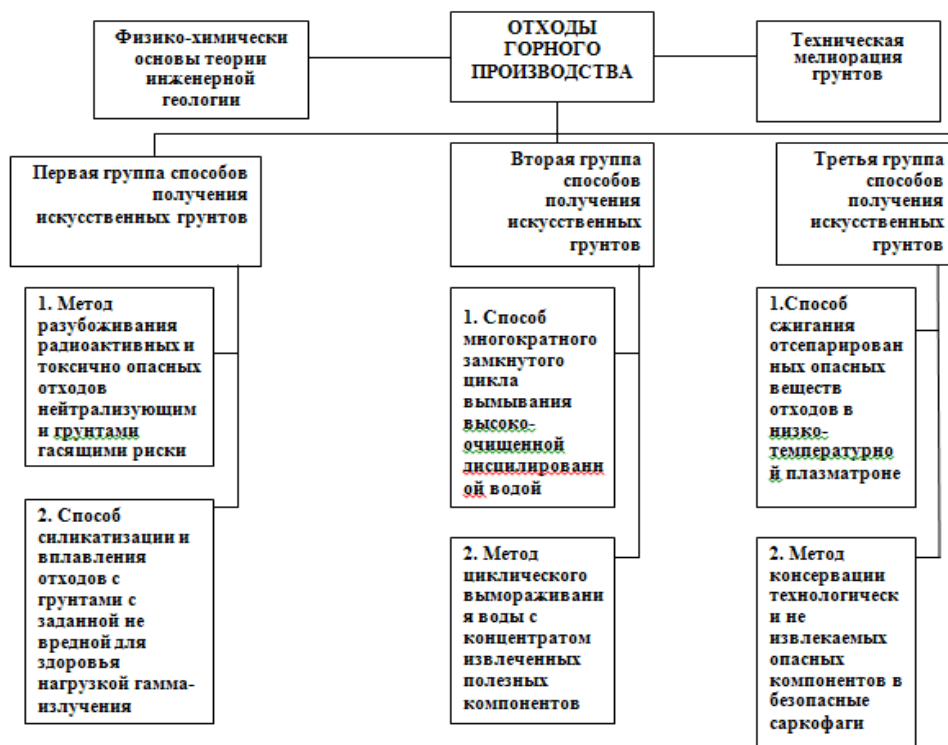 Физико-химически
основы теории
инженерной
геологии
ОТХОДЫ
ГОРНОГО
ПРОИЗВОДСТВА
Техническая
мелиорация
грунтов
Первая группа способов
получения
искусственных грунтов
Вторая группа
способов
получения
искусственных
грунтов
Третья группа
способов
получения
искусственных
грунтов
1. Метод
разубоживания
радиоактивных и
токсично опасных
отходов
нейтрализующим
и грунтами
гасящими риски
1. Способ
многократного
замкнутого
цикла
вымывания
высоко-
очищенной
дисцилированн
ой водой
1.Способ
сжигания
отсепарирован
ных опасных
веществ
отходов в
низко-
температурно
й плазматроне
2. Способ
силикатизации и
вплавления
отходов с
грунтами с
заданной не
вредной для
здоровья
нагрузкой гамма-
излучения
2. Метод
циклического
вымораживани
я воды с
концентратом
извлеченных
полезных
компонентов
2. Метод
консервации
технологическ
и не
извлекаемых
опасных
компонентов в
безопасные
саркофаги